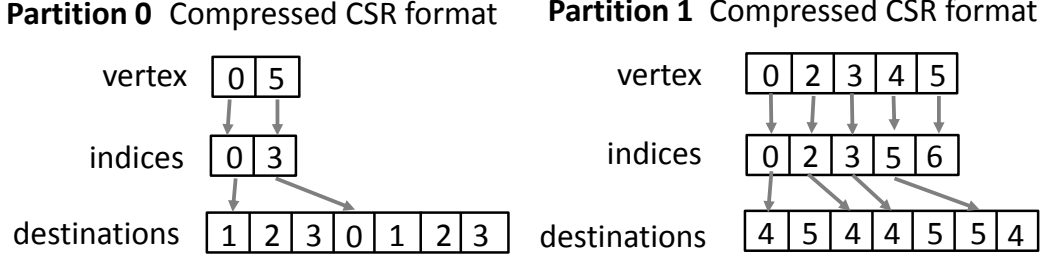 Partition 0 Compressed CSR format
vertex 0 5
indices 0 3
destinations 1 2 3 0 1 2 3
Partition 1 Compressed CSR format
vertex 0 2 3 4 5
indices 0 2 3 5 6
destinations 4 5 4 4 5 5 4